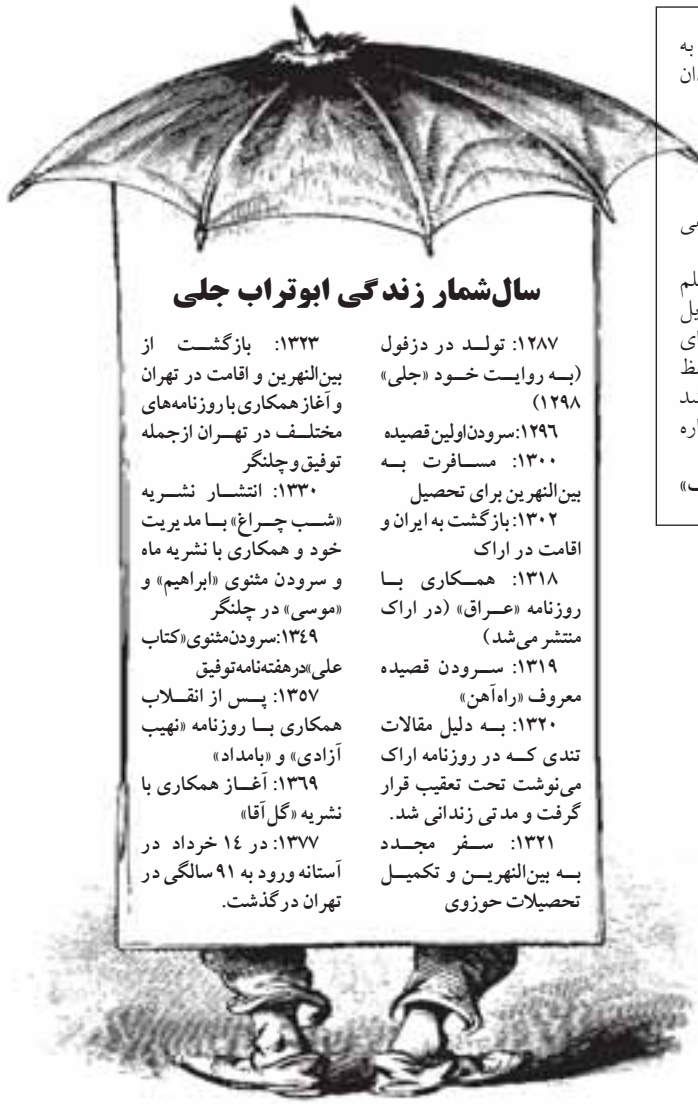 سال‌شمار زندگی ابوتراب جلی
۱۲۸۷: تولد در دزفول
(به روایت خود «جلی»
۱۲۹۸)
۱۲۹۶: سرودن اولین قصیده
۱۳۰۰: مسافرت به
بین‌النهرین برای تحصیل
۱۳۰۲: بازگشت به ایران و
اقامت در اراک
۱۳۱۸: همکاری با
روزنامه «عراق» (در اراک
منتشر می‌شد)
۱۳۱۹: سرودن قصیده
معروف «راه‌آهن»
۱۳۲۰: به دلیل مقالات
تندی که در روزنامه اراک
می‌نوشت تحت تعقیب قرار
گرفت و مدتی زندانی شد.
۱۳۲۱: سفر مجدد
به بین‌النهرین و تکمیل
تحصیلات حوزوی
۱۳۲۳: بازگشت از
بین‌النهرین و اقامت در تهران
و آغاز همکاری با روزنامه‌های
مختلف در تهران ازجمله
توفیق و چلنگر
۱۳۳۰: انتشار نشریه
«شب چراغ» با مدیریت
خود و همکاری با نشریه ماه
و سرودن مثنوی «ابراهیم» و
«موسی» در چلنگر
۱۳۴۹: سرودن مثنوی «کتاب
علی» در هفته‌نامه توفیق
۱۳۵۷: پس از انقلاب
همکاری با روزنامه «نهیب
آزادی» و «بامداد»
۱۳۶۹: آغاز همکاری با
نشریه «گل‌آقا»
۱۳۷۷: در ۱۴ خرداد در
آستانه ورود به ۹۱ سالگی در
تهران درگذشت.
به